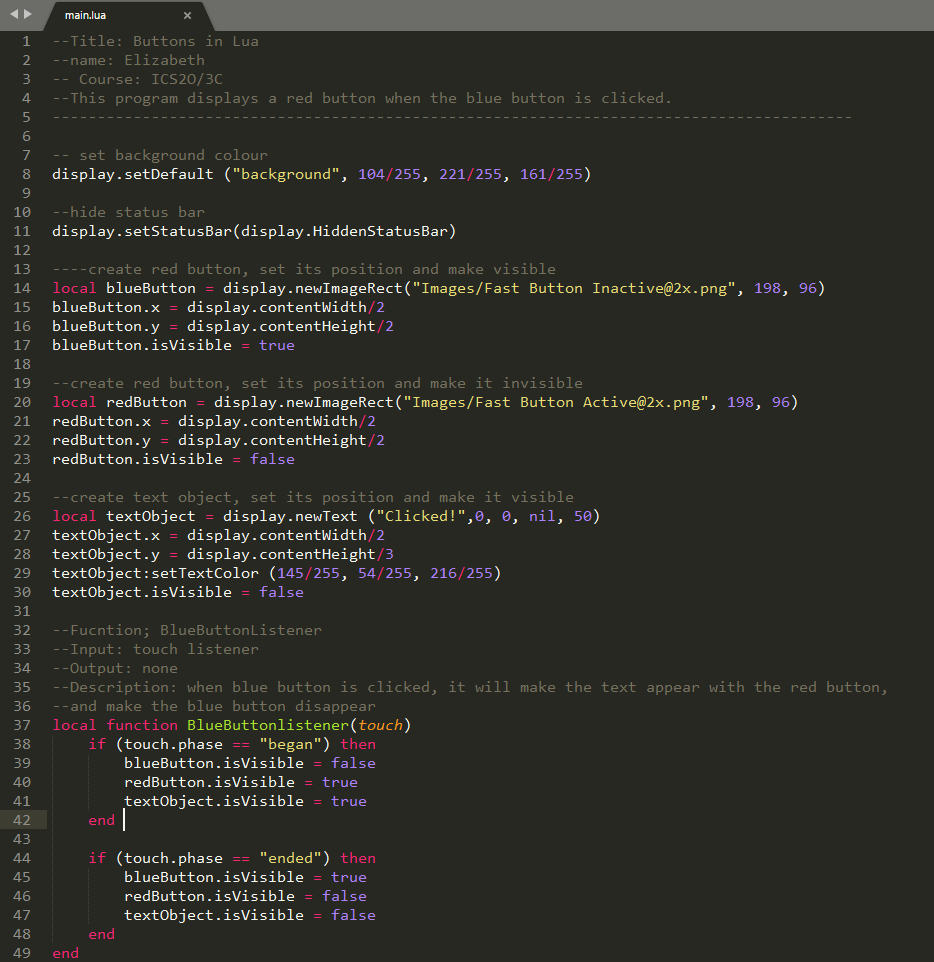 main.lua ×
1 --Title: Buttons in Lua
2 --name: Elizabeth
3 -- Course: ICS2O/3C
4 --This program displays a red button when the blue button is clicked.
5 -----------------------------------------------------------------------------------------
6
7 -- set background colour
8 display.setDefault ("background", 104/255, 221/255, 161/255)
9
10 --hide status bar
11 display.setStatusBar(display.HiddenStatusBar)
12
13 ----create red button, set its position and make visible
14 local blueButton = display.newImageRect("Images/Fast Button Inactive@2x.png", 198, 96)
15 blueButton.x = display.contentWidth/2
16 blueButton.y = display.contentHeight/2
17 blueButton.isVisible = true
18
19 --create red button, set its position and make it invisible
20 local redButton = display.newImageRect("Images/Fast Button Active@2x.png", 198, 96)
21 redButton.x = display.contentWidth/2
22 redButton.y = display.contentHeight/2
23 redButton.isVisible = false
24
25 --create text object, set its position and make it visible
26 local textObject = display.newText ("Clicked!",0, 0, nil, 50)
27 textObject.x = display.contentWidth/2
28 textObject.y = display.contentHeight/3
29 textObject:setTextColor (145/255, 54/255, 216/255)
30 textObject.isVisible = false
31
32 --Fucntion; BlueButtonListener
33 --Input: touch listener
34 --Output: none
35 --Description: when blue button is clicked, it will make the text appear with the red button,
36 --and make the blue button disappear
37 local function BlueButtonlistener(touch)
38 if (touch.phase == "began") then
39 blueButton.isVisible = false
40 redButton.isVisible = true
41 textObject.isVisible = true
42 end
43
44 if (touch.phase == "ended") then
45 blueButton.isVisible = true
46 redButton.isVisible = false
47 textObject.isVisible = false
48 end
49 end